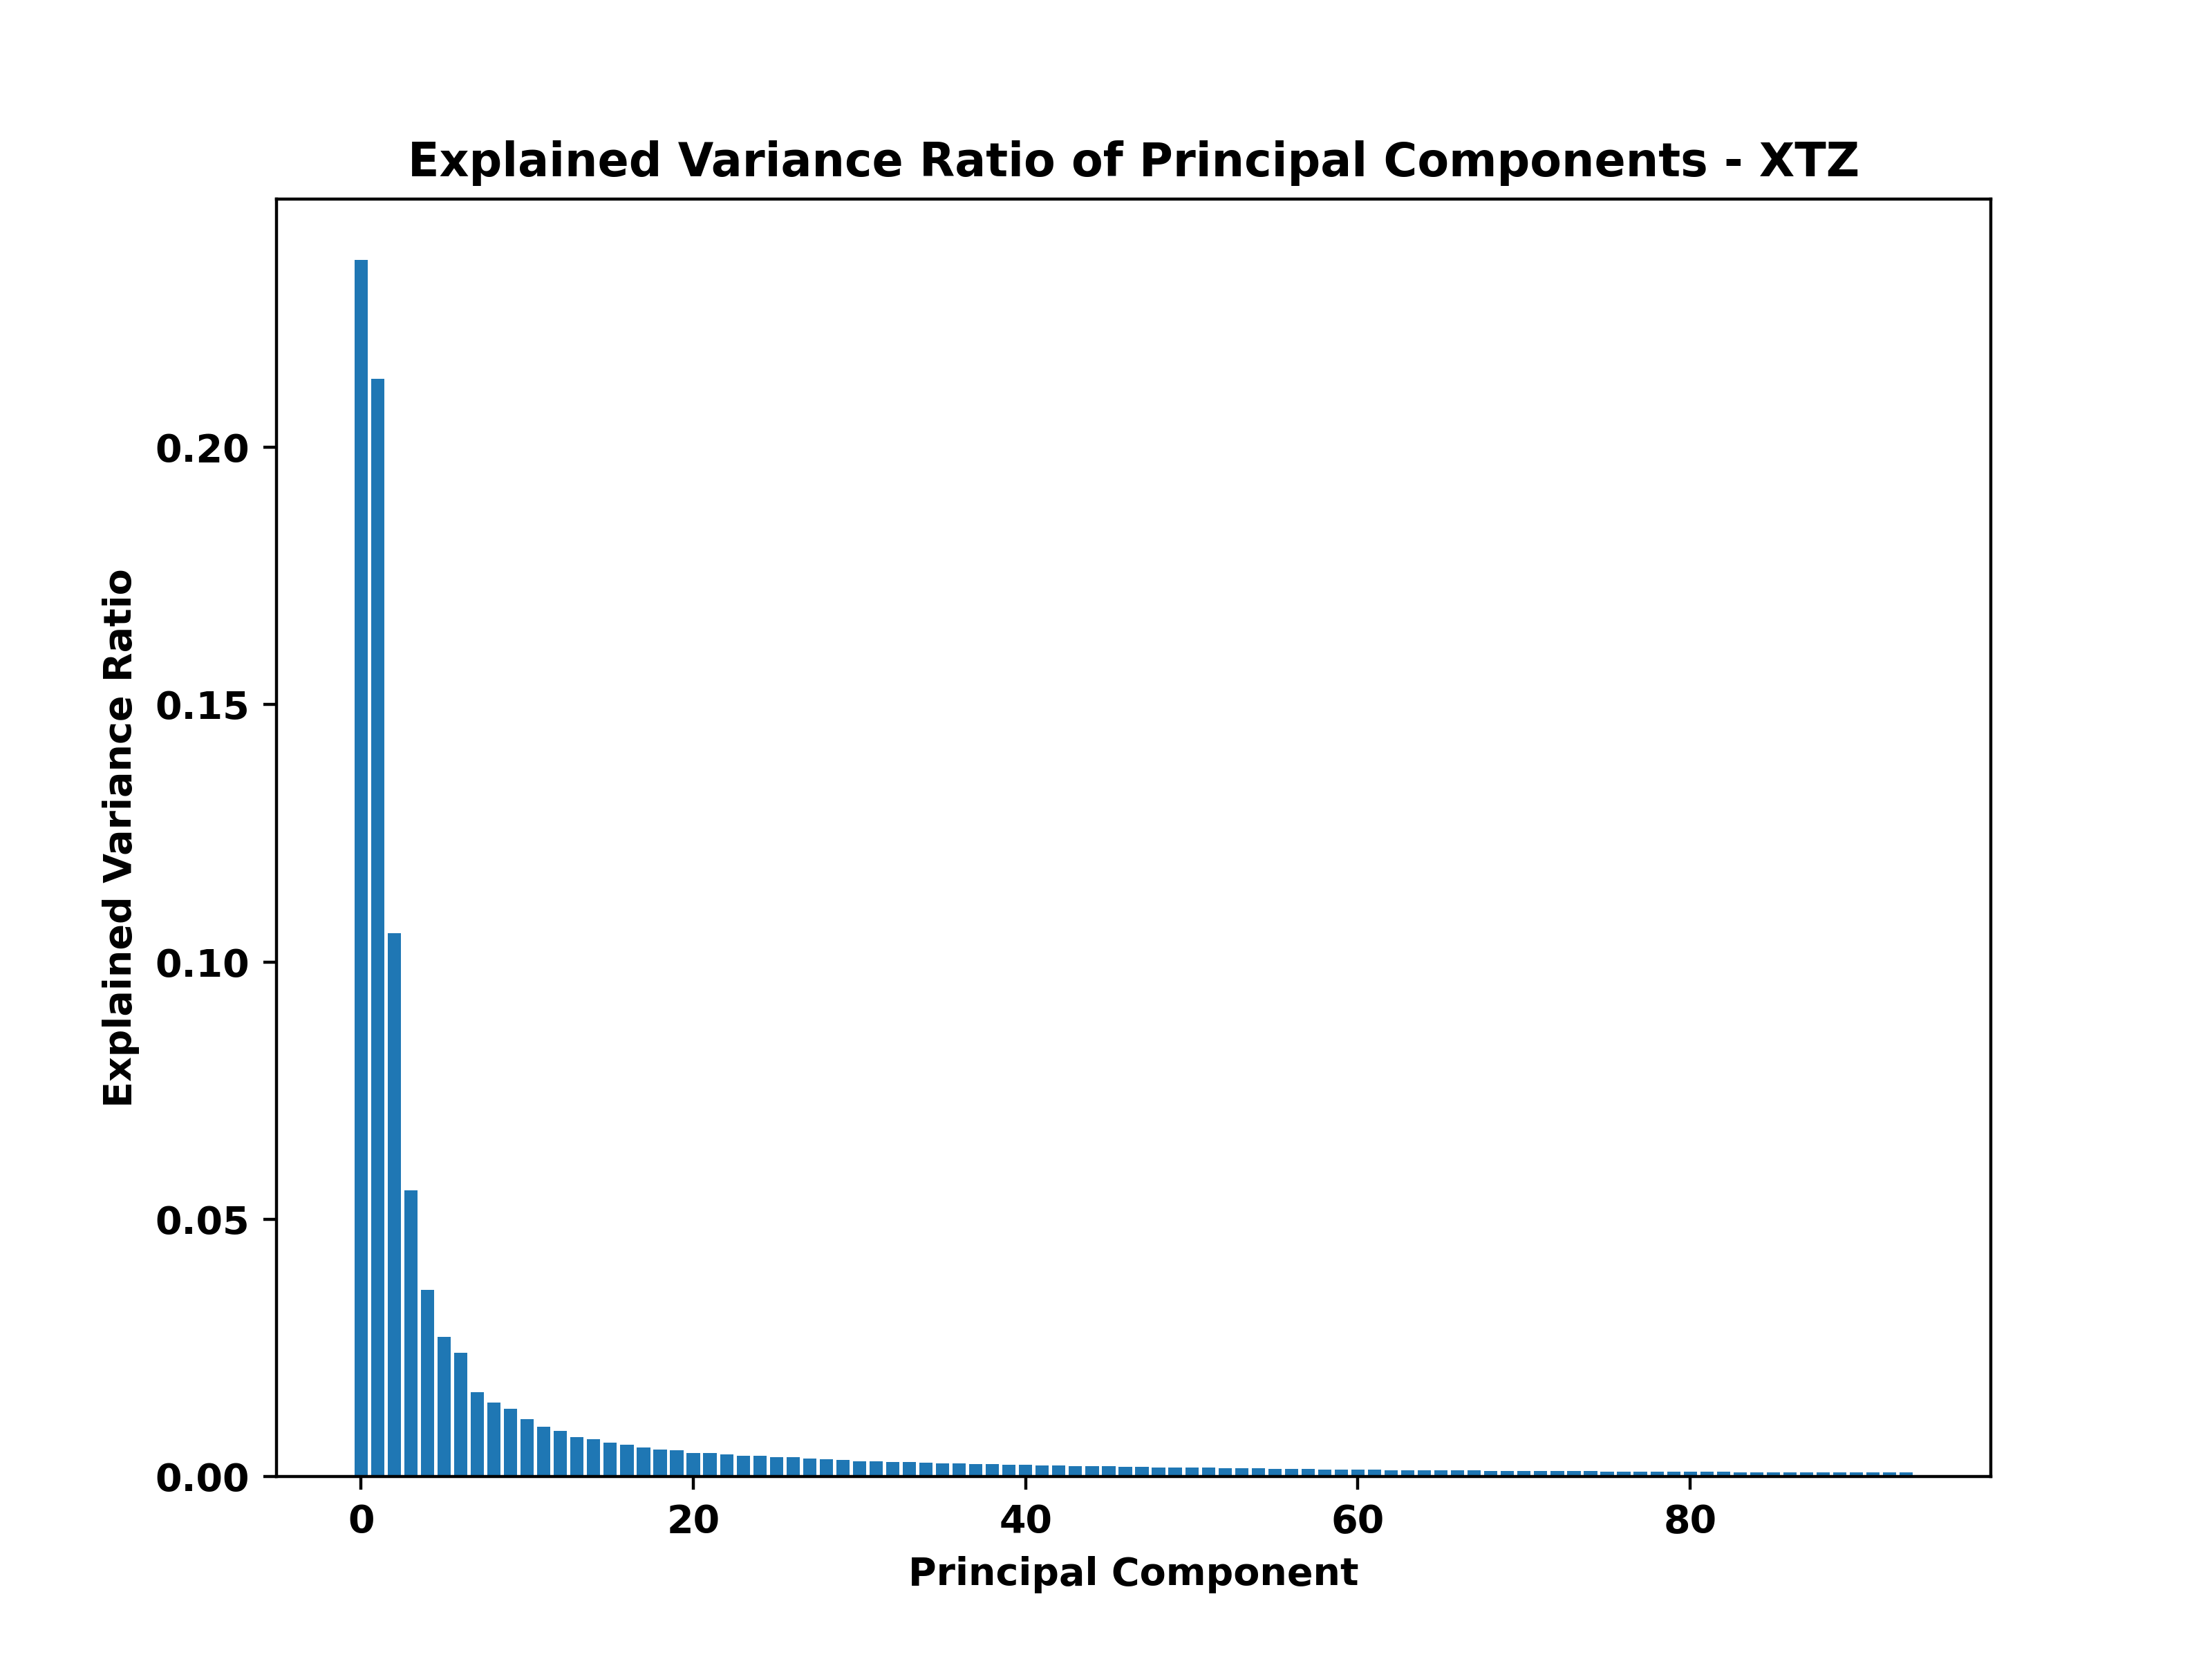 Explained Variance Ratio of Principal Components - XTZ
Explained Variance Ratio
0.20
0.15
0.10
0.05
0.00
0 20 40 60 80
Principal Component